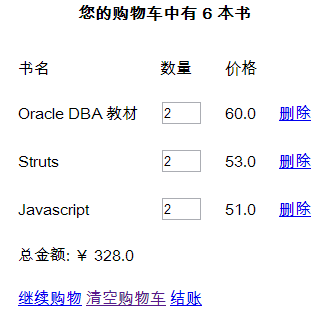 您的购物车中有 6 本书
书名 数量 价格
Oracle DBA 教材 2 60.0 删除
Struts 2 53.0 删除
Javascript 2 51.0 删除
总金额: ￥ 328.0
继续购物 清空购物车 结账